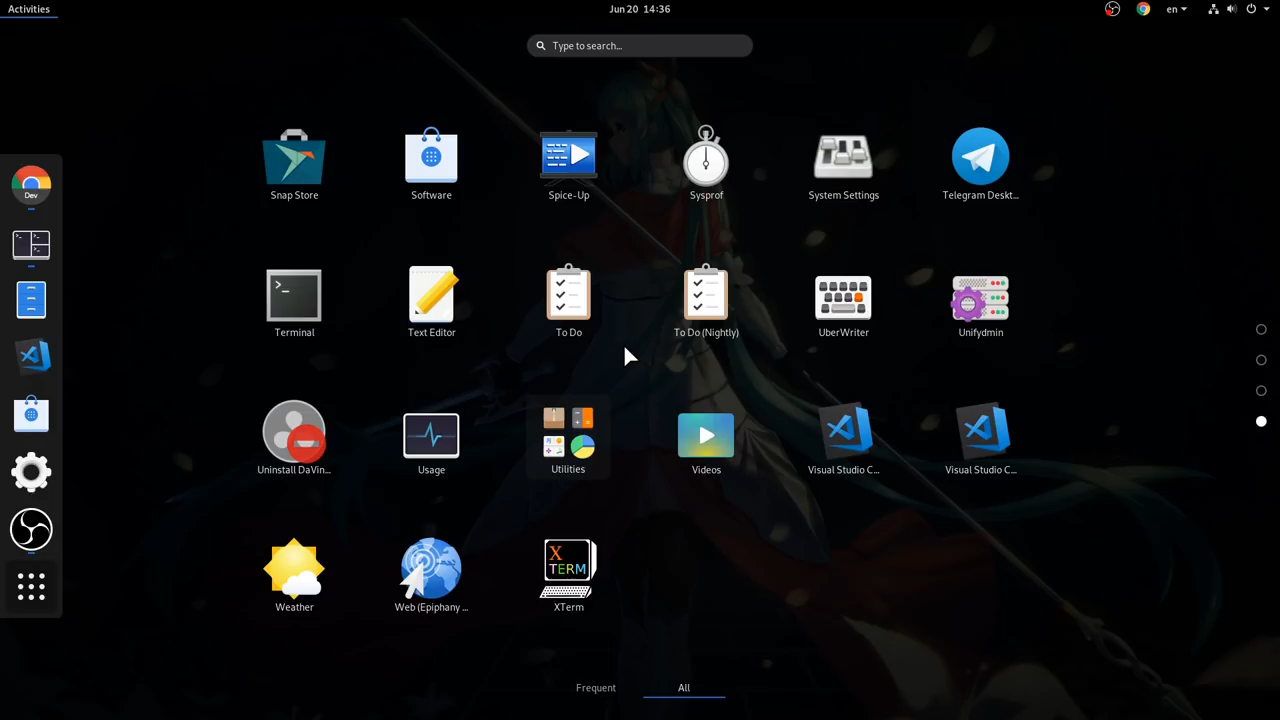 Activities
Jun 20 14:36
en
Type to search...
Dev
Snap Store
Software
Spice-Up
Sysprof
System Settings
Telegram Deskt...
Terminal
Text Editor
To Do
To Do (Nightly)
UberWriter
Unifydmin
Uninstall DaVin...
Usage
Utilities
Videos
Visual Studio C...
Visual Studio C...
X
TERM
Weather
Web (Epiphany ...
XTerm
Frequent
All